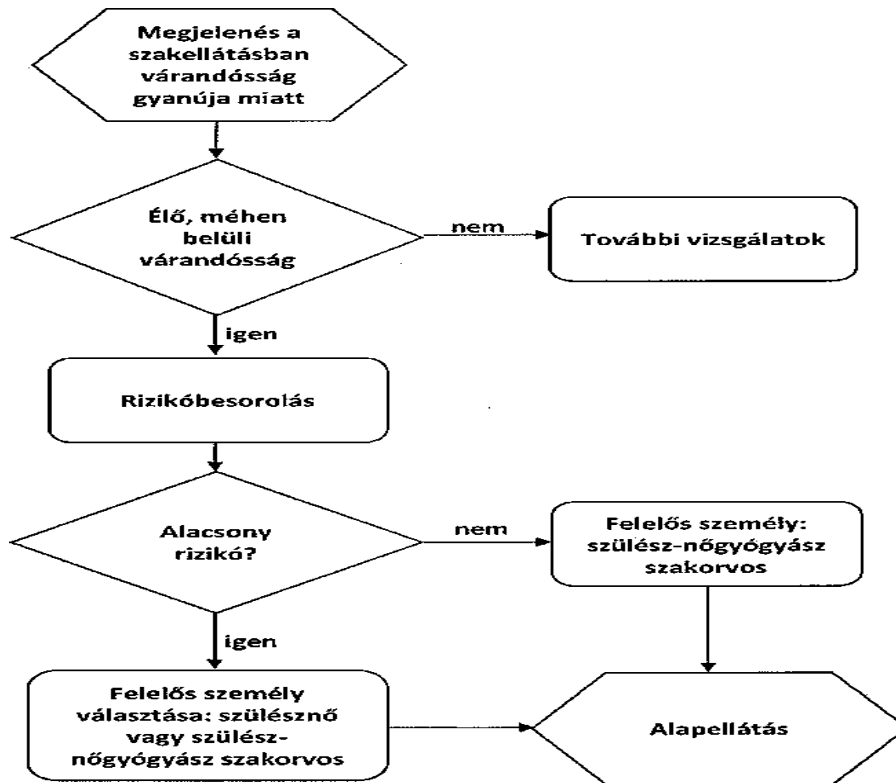 Megjelenés a
szakellátásban
várandósság
gyanúja miatt
Élő, méhen
belüli
várandósság
nem
További vizsgálatok
igen
Rizikóbesorolás
Alacsony
rizikó?
nem
Felelős személy:
szülész-nőgyógyász
szakorvos
igen
Felelős személy
választása: szülésznő
vagy szülész-
nőgyógyász szakorvos
Alapellátás